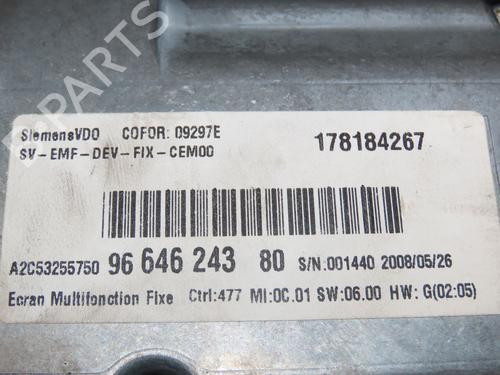 SiemensVDO COFOR: 09297E
SV-EMF-DEV-FIX-CEM00
178184267
A2C53255750 96 646 243 80 S/N:001440 2008/05/26
Ecran Multifonction Fixe Ctrl:477 MI:0C.01 SW:06.00 HW: G(02:05)
B-PARTS